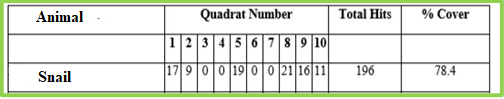 Animal - Quadrat Number Total Hits % Cover
1 2 3 4 5 6 7 8 9 10
Snail 17 9 0 0 19 0 0 21 16 11 196 78.4